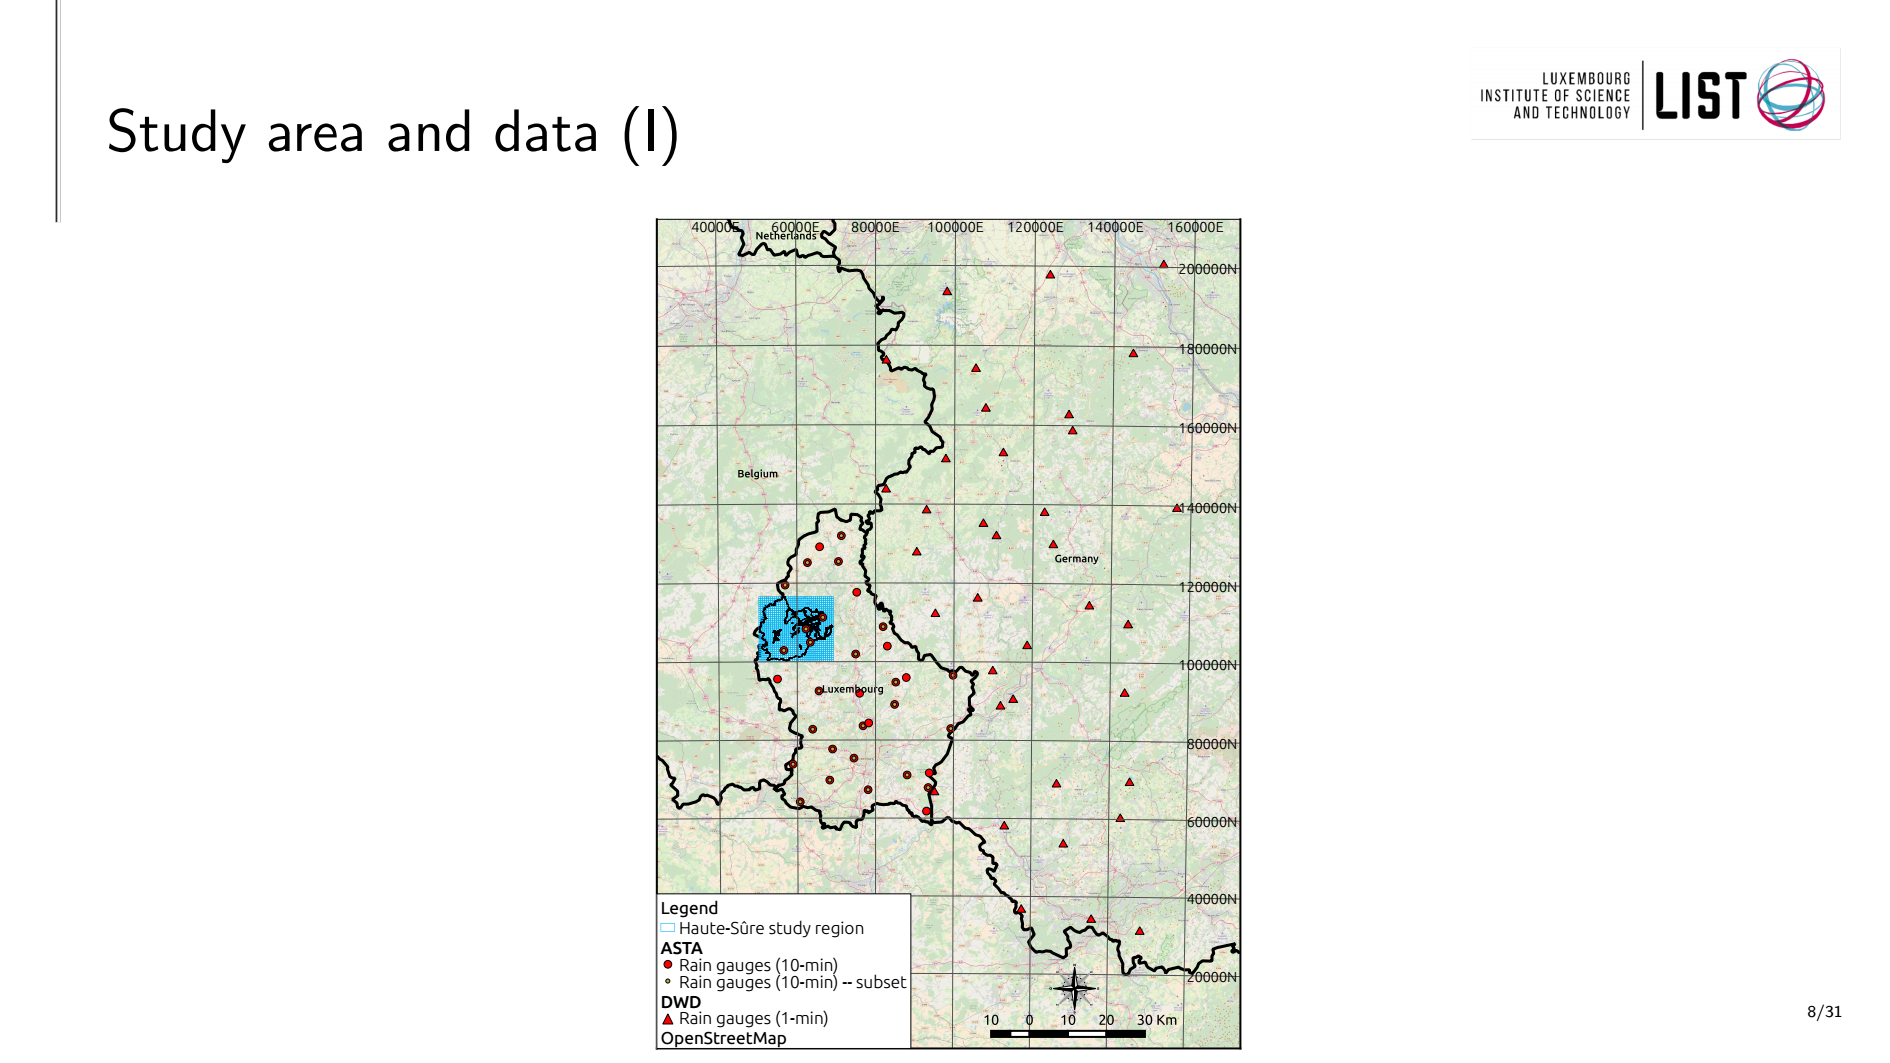 LUXEMBOURG
INSTITUTE OF SCIENCE
AND TECHNOLOGY
LIST
Study area and data (I)
40000E 60000E 80000E 100000E 120000E 140000E 160000E
Netherlands
200000N
180000N
160000N
Belgium
140000N
Germany
120000N
100000N
Luxembourg
80000N
60000N
40000N
20000N
Legend
Haute-Sûre study region
ASTA
Rain gauges (10-min)
Rain gauges (10-min) -- subset
DWD
Rain gauges (1-min)
OpenStreetMap
10 0 10 20 30 Km
8/31